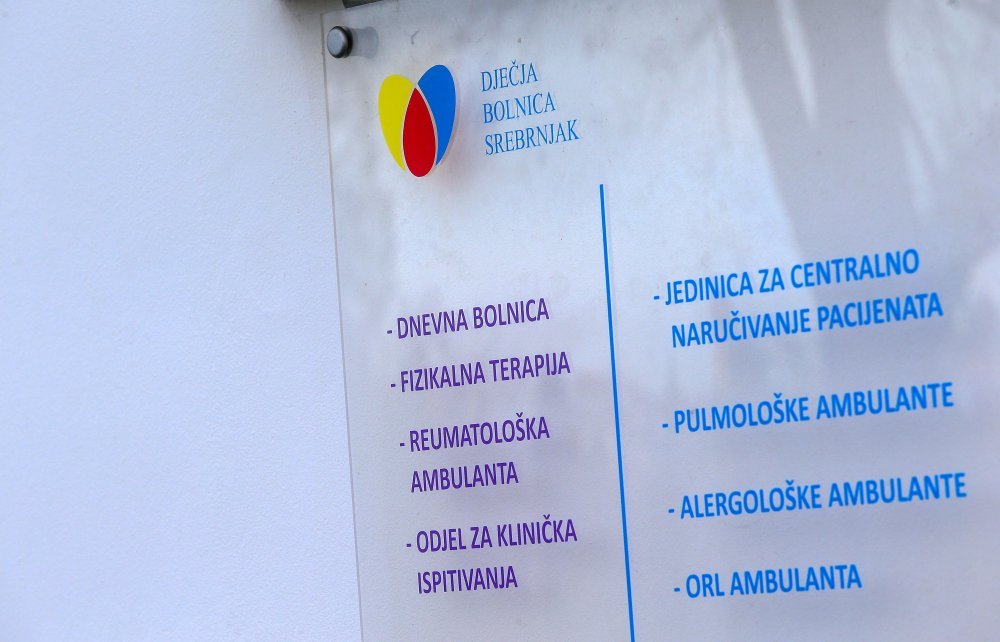 DJEČJA
BOLNICA
SREBRNJAK
- DNEVNA BOLNICA
- FIZIKALNA TERAPIJA
- REUMATOLOŠKA
AMBULANTA
- ODJEL ZA KLINIČKA
ISPITIVANJA
- JEDINICA ZA CENTRALNO
NARUČIVANJE PACIJENATA
- PULMOLOŠKE AMBULANTE
- ALERGOLOŠKE AMBULANTE
- ORL AMBULANTA